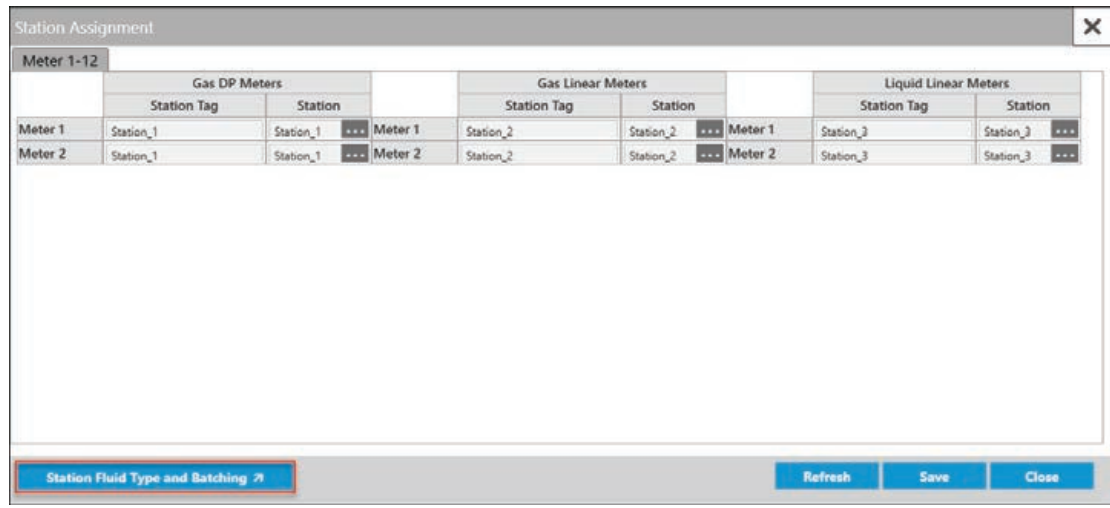 Station Assignment
Meter 1-12
Gas DP Meters Gas Linear Meters Liquid Linear Meters
Station Tag Station Station Tag Station Station Tag Station
Meter 1 Station_1 Station_1 ... Meter 1 Station_2 Station_2 ... Meter 1 Station_3 Station_3 ...
Meter 2 Station_1 Station_1 ... Meter 2 Station_2 Station_2 ... Meter 2 Station_3 Station_3 ...
Station Fluid Type and Batching Refresh Save Close